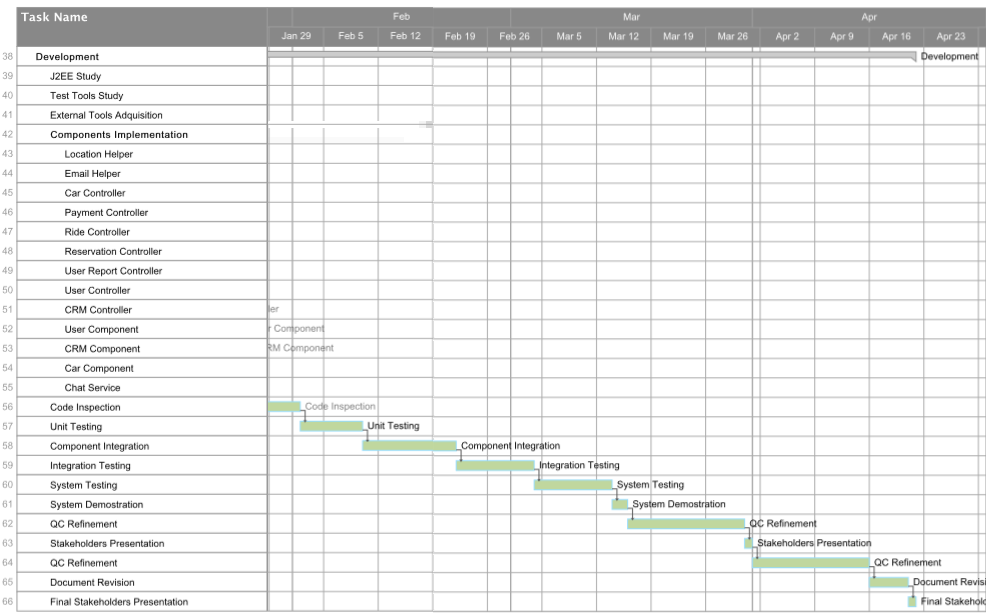 Task Name
Feb Mar Apr
Jan 29 Feb 5 Feb 12 Feb 19 Feb 26 Mar 5 Mar 12 Mar 19 Mar 26 Apr 2 Apr 9 Apr 16 Apr 23
38 Development Development
39 J2EE Study
40 Test Tools Study
41 External Tools Adquisition
42 Components Implementation
43 Location Helper
44 Email Helper
45 Car Controller
46 Payment Controller
47 Ride Controller
48 Reservation Controller
49 User Report Controller
50 User Controller
51 CRM Controller ler
52 User Component r Component
53 CRM Component RM Component
54 Car Component
55 Chat Service
56 Code Inspection Code Inspection
57 Unit Testing Unit Testing
58 Component Integration Component Integration
59 Integration Testing Integration Testing
60 System Testing System Testing
61 System Demostration System Demostration
62 QC Refinement QC Refinement
63 Stakeholders Presentation Stakeholders Presentation
64 QC Refinement QC Refinement
65 Document Revision Document Revisi
66 Final Stakeholders Presentation Final Stakehold